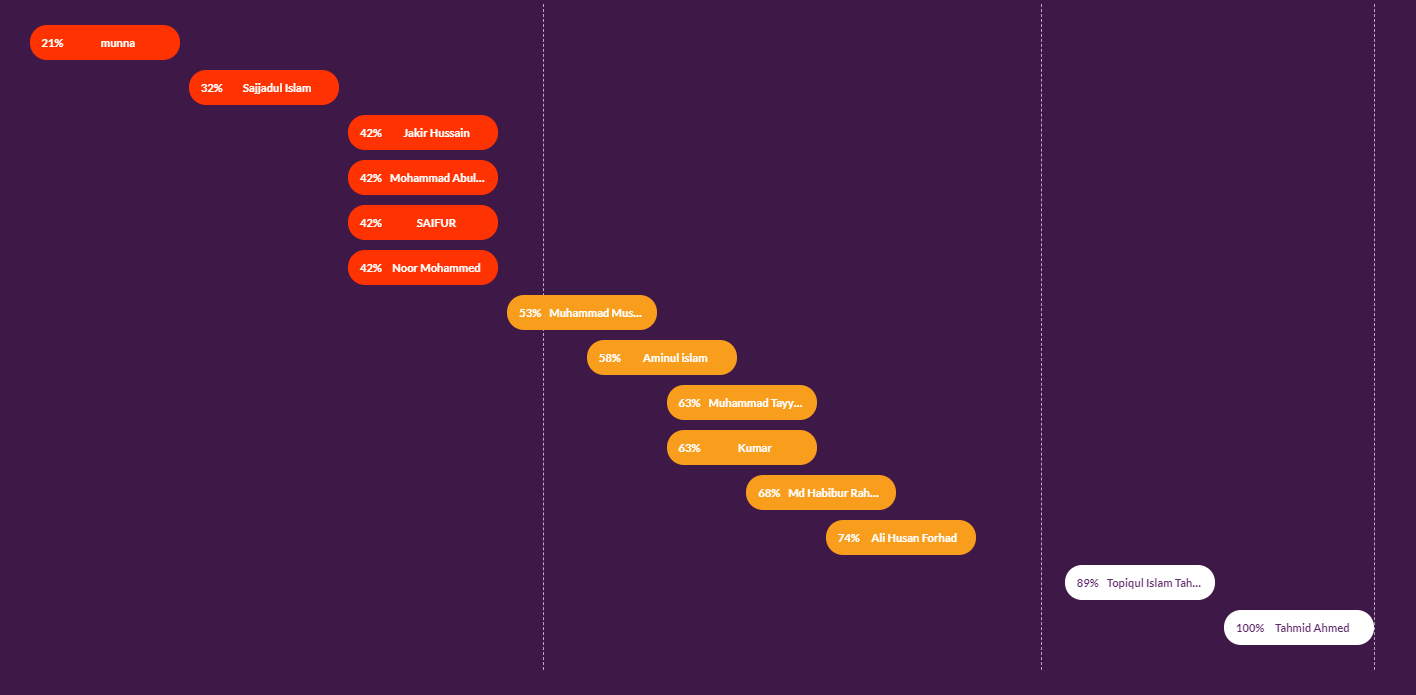 21% munna
32% Sajjadul Islam
42% Jakir Hussain
42% Mohammad Abul...
42% SAIFUR
42% Noor Mohammed
53% Muhammad Mus...
58% Aminul islam
63% Muhammad Tayy...
63% Kumar
68% Md Habibur Rah...
74% Ali Husan Forhad
89% Topiqul Islam Tah...
100% Tahmid Ahmed